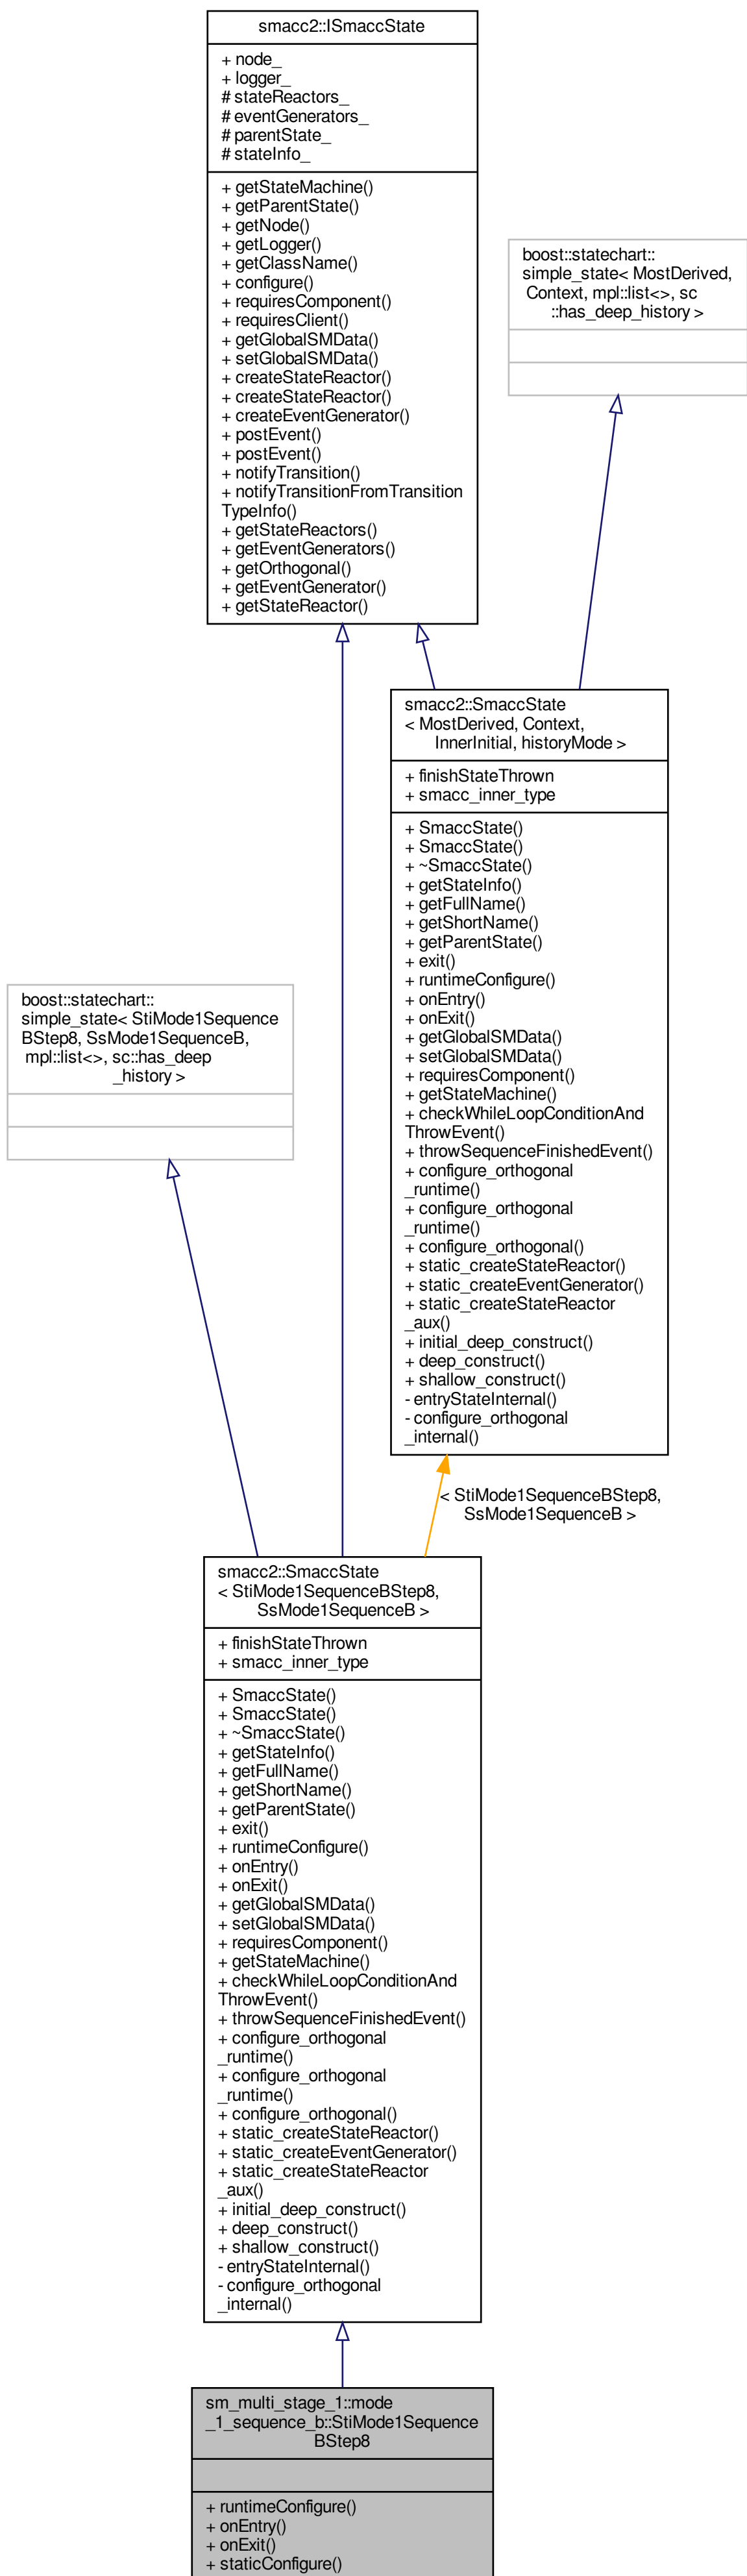 smacc2::ISmaccState
+ node_
+ logger_
# stateReactors_
# eventGenerators_
# parentState_
# stateInfo_
+ getStateMachine()
+ getParentState()
+ getNode()
+ getLogger()
+ getClassName()
+ configure()
+ requiresComponent()
+ requiresClient()
+ getGlobalSMData()
+ setGlobalSMData()
+ createStateReactor()
+ createStateReactor()
+ createEventGenerator()
+ postEvent()
+ postEvent()
+ notifyTransition()
+ notifyTransitionFromTransition
TypeInfo()
+ getStateReactors()
+ getEventGenerators()
+ getOrthogonal()
+ getEventGenerator()
+ getStateReactor()
boost::statechart::
simple_state< MostDerived,
Context, mpl::list<>, sc
::has_deep_history >
smacc2::SmaccState
< MostDerived, Context,
InnerInitial, historyMode >
+ finishStateThrown
+ smacc_inner_type
+ SmaccState()
+ SmaccState()
+ ~SmaccState()
+ getStateInfo()
+ getFullName()
+ getShortName()
+ getParentState()
+ exit()
+ runtimeConfigure()
+ onEntry()
+ onExit()
+ getGlobalSMData()
+ setGlobalSMData()
+ requiresComponent()
+ getStateMachine()
+ checkWhileLoopConditionAnd
ThrowEvent()
+ throwSequenceFinishedEvent()
+ configure_orthogonal
_runtime()
+ configure_orthogonal
_runtime()
+ configure_orthogonal()
+ static_createStateReactor()
+ static_createEventGenerator()
+ static_createStateReactor
_aux()
+ initial_deep_construct()
+ deep_construct()
+ shallow_construct()
- entryStateInternal()
- configure_orthogonal
_internal()
boost::statechart::
simple_state< StiMode1Sequence
BStep8, SsMode1SequenceB,
mpl::list<>, sc::has_deep
_history >
< StiMode1SequenceBStep8,
SsMode1SequenceB >
smacc2::SmaccState
< StiMode1SequenceBStep8,
SsMode1SequenceB >
+ finishStateThrown
+ smacc_inner_type
+ SmaccState()
+ SmaccState()
+ ~SmaccState()
+ getStateInfo()
+ getFullName()
+ getShortName()
+ getParentState()
+ exit()
+ runtimeConfigure()
+ onEntry()
+ onExit()
+ getGlobalSMData()
+ setGlobalSMData()
+ requiresComponent()
+ getStateMachine()
+ checkWhileLoopConditionAnd
ThrowEvent()
+ throwSequenceFinishedEvent()
+ configure_orthogonal
_runtime()
+ configure_orthogonal
_runtime()
+ configure_orthogonal()
+ static_createStateReactor()
+ static_createEventGenerator()
+ static_createStateReactor
_aux()
+ initial_deep_construct()
+ deep_construct()
+ shallow_construct()
- entryStateInternal()
- configure_orthogonal
_internal()
sm_multi_stage_1::mode
_1_sequence_b::StiMode1Sequence
BStep8
+ runtimeConfigure()
+ onEntry()
+ onExit()
+ staticConfigure()